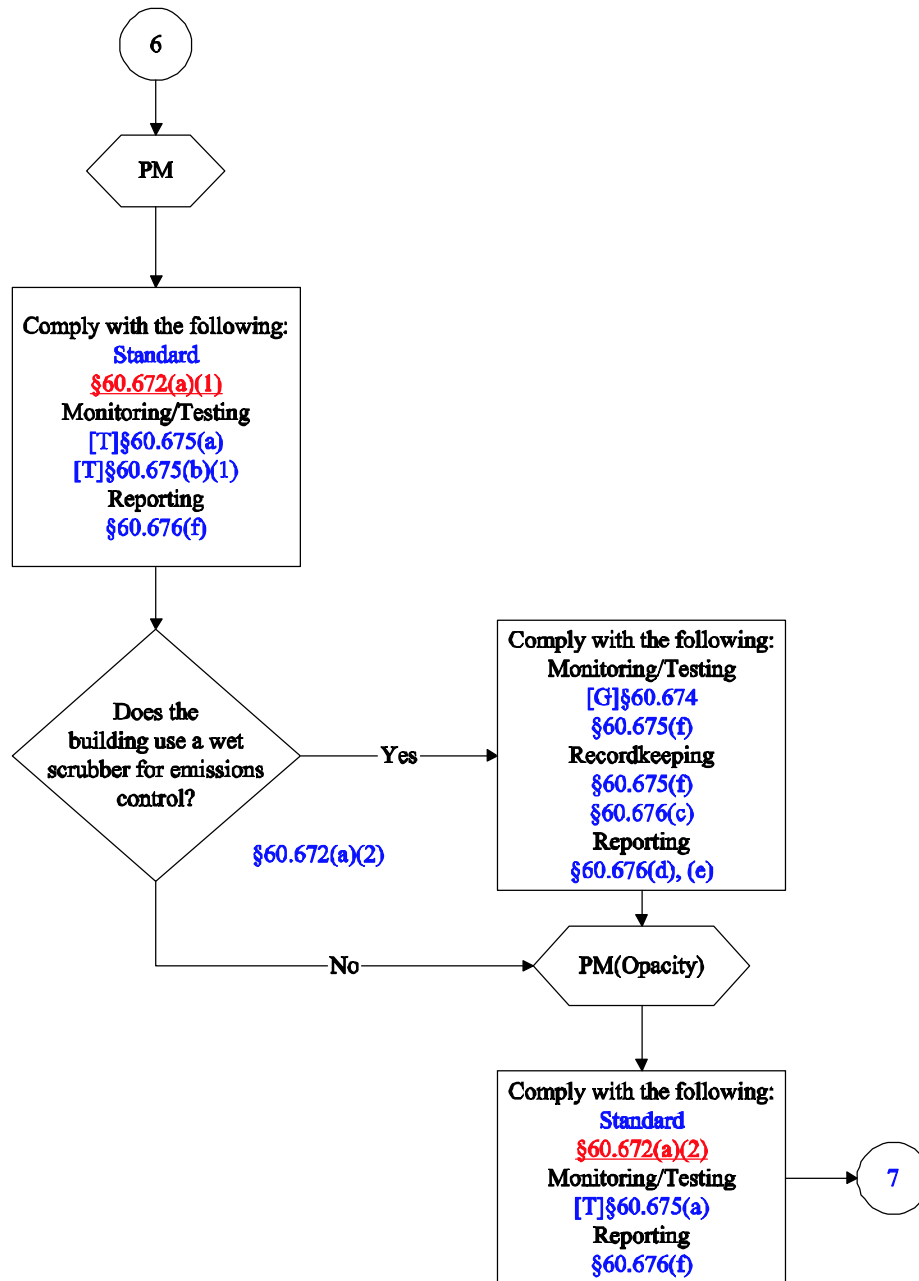 6
PM
Comply with the following:
Standard
§60.672(a)(1)
Monitoring/Testing
[T]§60.675(a)
[T]§60.675(b)(1)
Reporting
§60.676(f)
Does the
building use a wet
scrubber for emissions
control?
Yes
§60.672(a)(2)
No
Comply with the following:
Monitoring/Testing
[G]§60.674
§60.675(f)
Recordkeeping
§60.675(f)
§60.676(c)
Reporting
§60.676(d), (e)
PM(Opacity)
Comply with the following:
Standard
§60.672(a)(2)
Monitoring/Testing
[T]§60.675(a)
Reporting
§60.676(f)
7